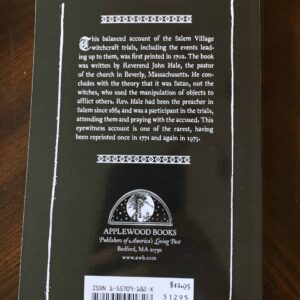 This balanced account of the Salem Village
witchcraft trials, including the events lead-
ing up to them, was first printed in 1702. The book
was written by Reverend John Hale, the pastor
of the church in Beverly, Massachusetts. He con-
cludes with the theory that it was Satan, not the
witches, who used the manipulation of objects to
afflict others. Rev. Hale had been the preacher in
Salem since 1664 and was a participant in the trials,
attending them and praying with the accused. This
eyewitness account is one of the rarest, having
been reprinted once in 1771 and again in 1973.
APPLEWOOD BOOKS
Publishers of America's Living Past
Bedford, MA 01730
www.awb.com
ISBN 1-55709-182-X
$12.95
51295